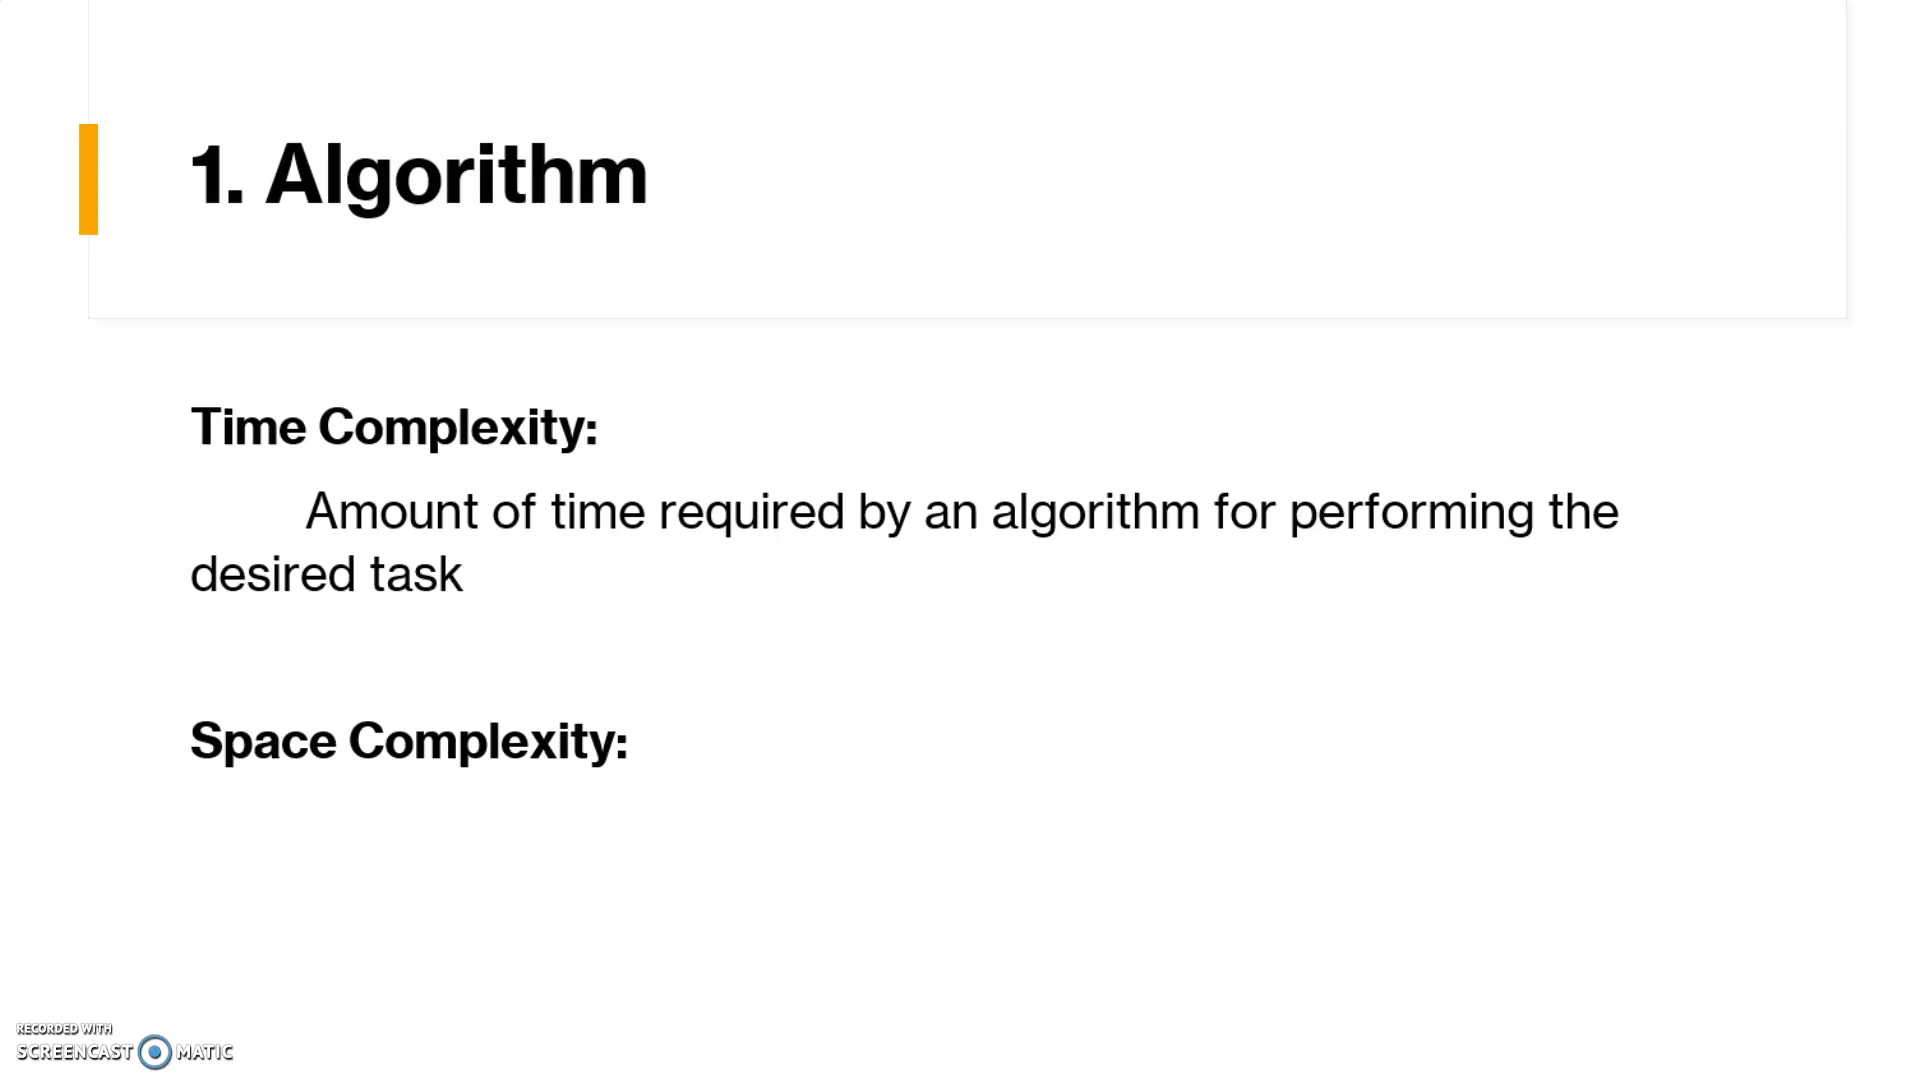 1. Algorithm
Time Complexity:
Amount of time required by an algorithm for performing the
desired task
Space Complexity:
RECORDED WITH
SCREENCAST MATIC